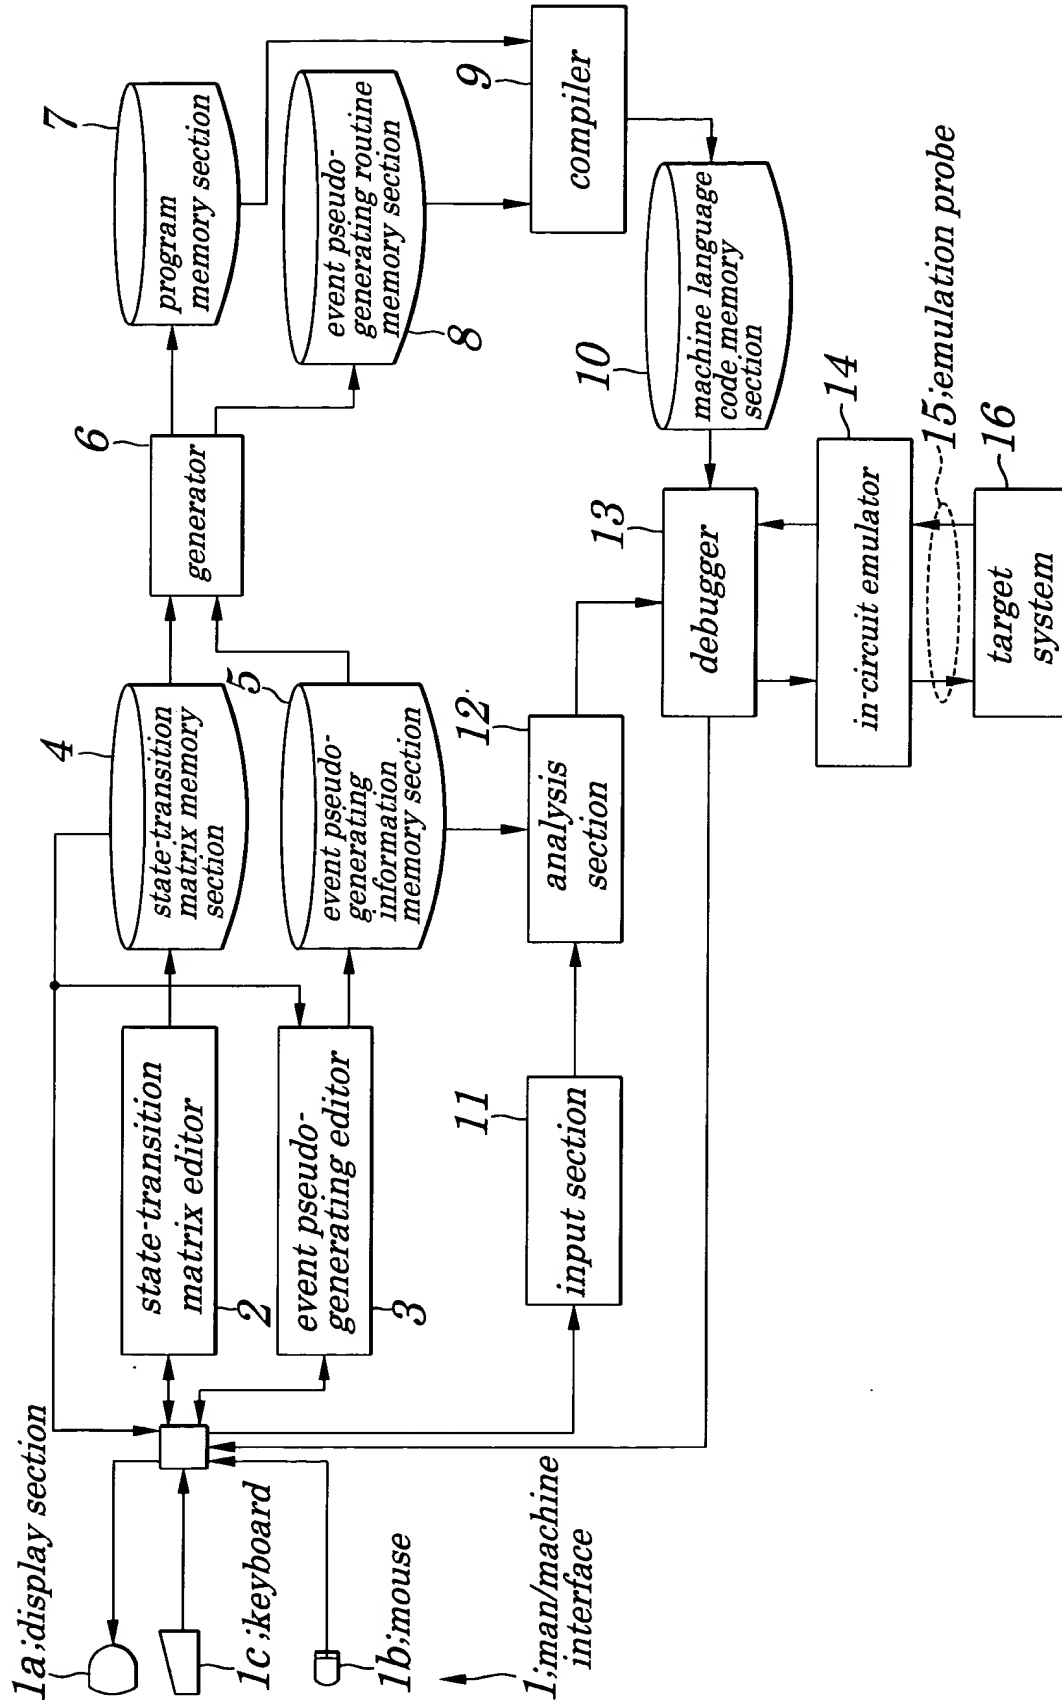 1a;display section
1c;keyboard
1b;mouse
1;man/machine
interface
state-transition
matrix editor
2
event pseudo-
generating editor
3
4
state-transition
matrix memory
section
5
event pseudo-
generating
information
memory section
6
generator
7
program
memory section
event pseudo-
generating routine
memory section
8
9
compiler
10
machine language
code memory
section
11
input section
12
analysis
section
13
debugger
14
in-circuit emulator
15;emulation probe
16
target
system